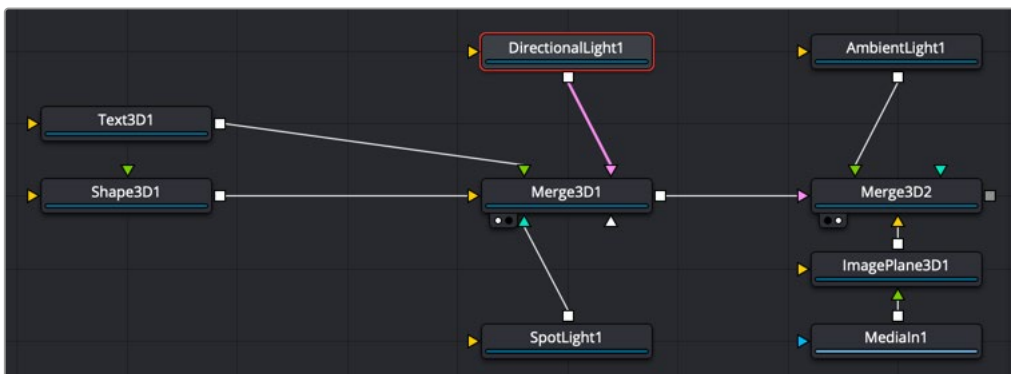 DirectionalLight1
AmbientLight1
Text3D1
Shape3D1
Merge3D1
Merge3D2
ImagePlane3D1
SpotLight1
MediaIn1